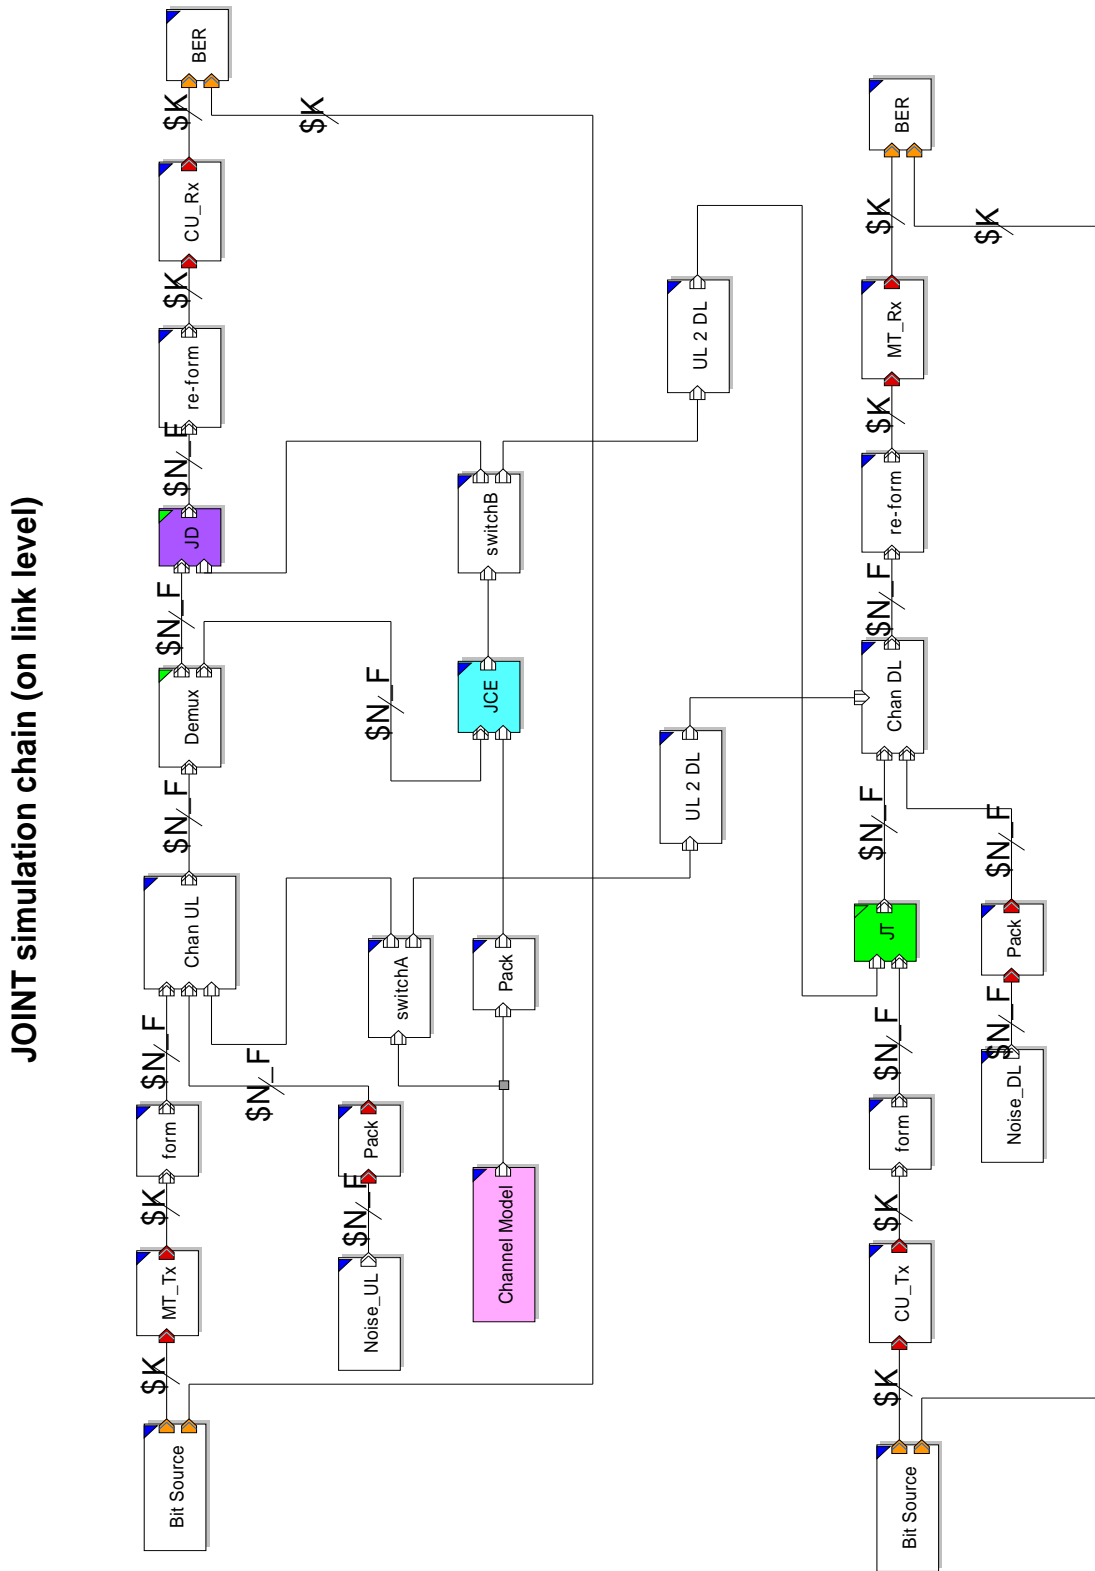 JOINT simulation chain (on link level)
Bit Source
$K
MT_Tx
$K
form
$N_F
Chan UL
$N_F
Demux
$N_F
JD
$N_F
re-form
$K
CU_Rx
$K
BER
$K
Noise_UL
$N_F
Pack
$N_F
switchA
$N_F
Channel Model
Pack
JCE
switchB
UL 2 DL
UL 2 DL
Bit Source
$K
CU_Tx
$K
form
$N_F
JT
$N_F
Chan DL
$N_F
re-form
$K
MT_Rx
$K
BER
$K
Noise_DL
$N_F
Pack
$N_F